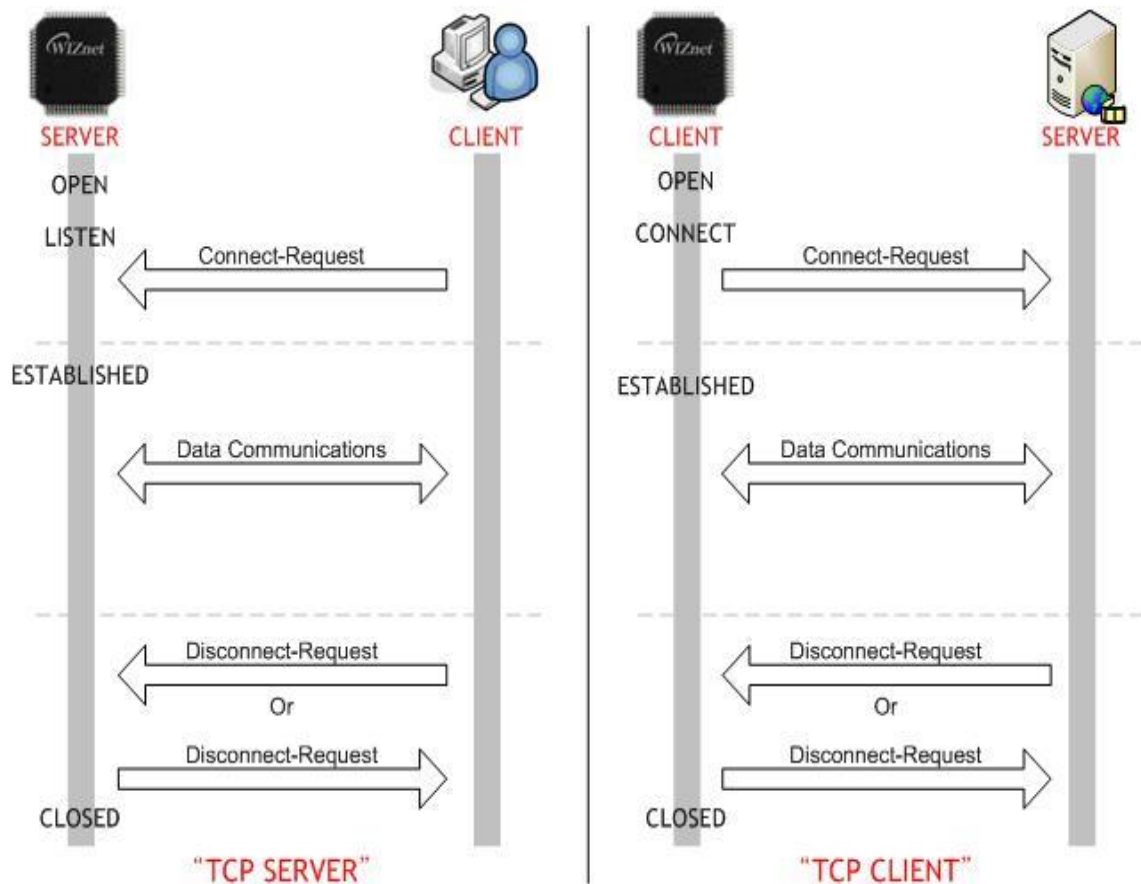 WIZnet
SERVER
CLIENT
OPEN
LISTEN
Connect-Request
ESTABLISHED
Data Communications
Disconnect-Request
Or
Disconnect-Request
CLOSED
"TCP SERVER"
WIZnet
CLIENT
SERVER
OPEN
CONNECT
Connect-Request
ESTABLISHED
Data Communications
Disconnect-Request
Or
Disconnect-Request
CLOSED
"TCP CLIENT"